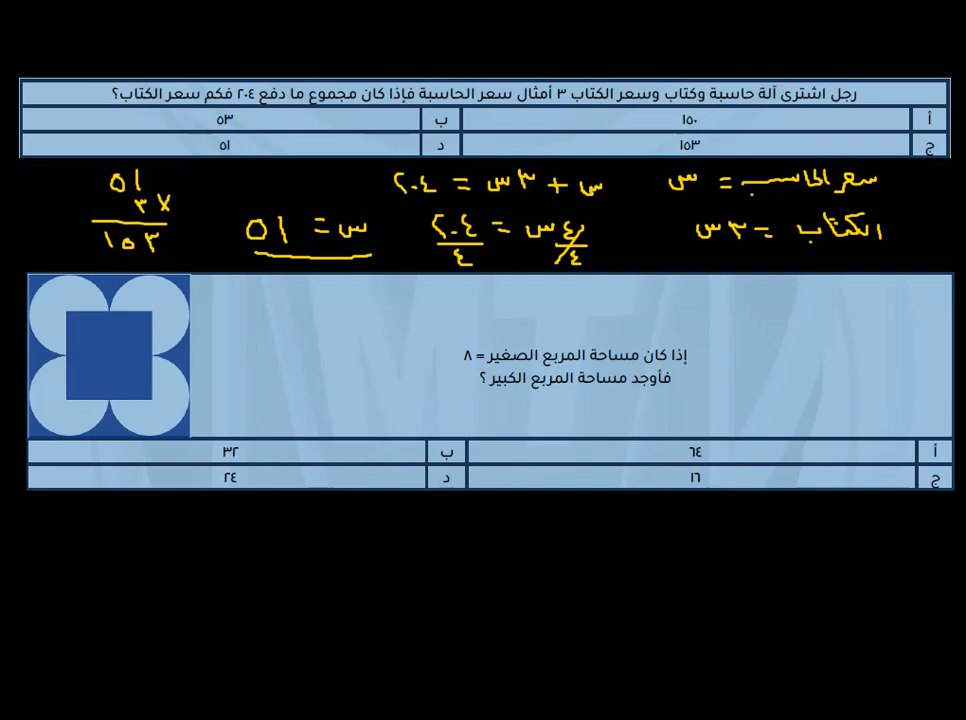 رجل اشترى آلة حاسبة وكتاب وسعر الكتاب ٣ أمثال سعر الحاسبة فإذا كان مجموع ما دفع ٢٠٤ فكم سعر الكتاب؟
أ ١٥٠ ب ٥٣
ج ١٥٣ د ٥١
سعر الحاسب = س س + ٣س = ٢٠٤ ٥١
الكتاب = ٣س ٤س = ٢٠٤ س = ٥١ ×٣
٤ ٤ ١٥٣
إذا كان مساحة المربع الصغير = ٨
فأوجد مساحة المربع الكبير ؟
أ ٦٤ ب ٣٢
ج ١٦ د ٢٤